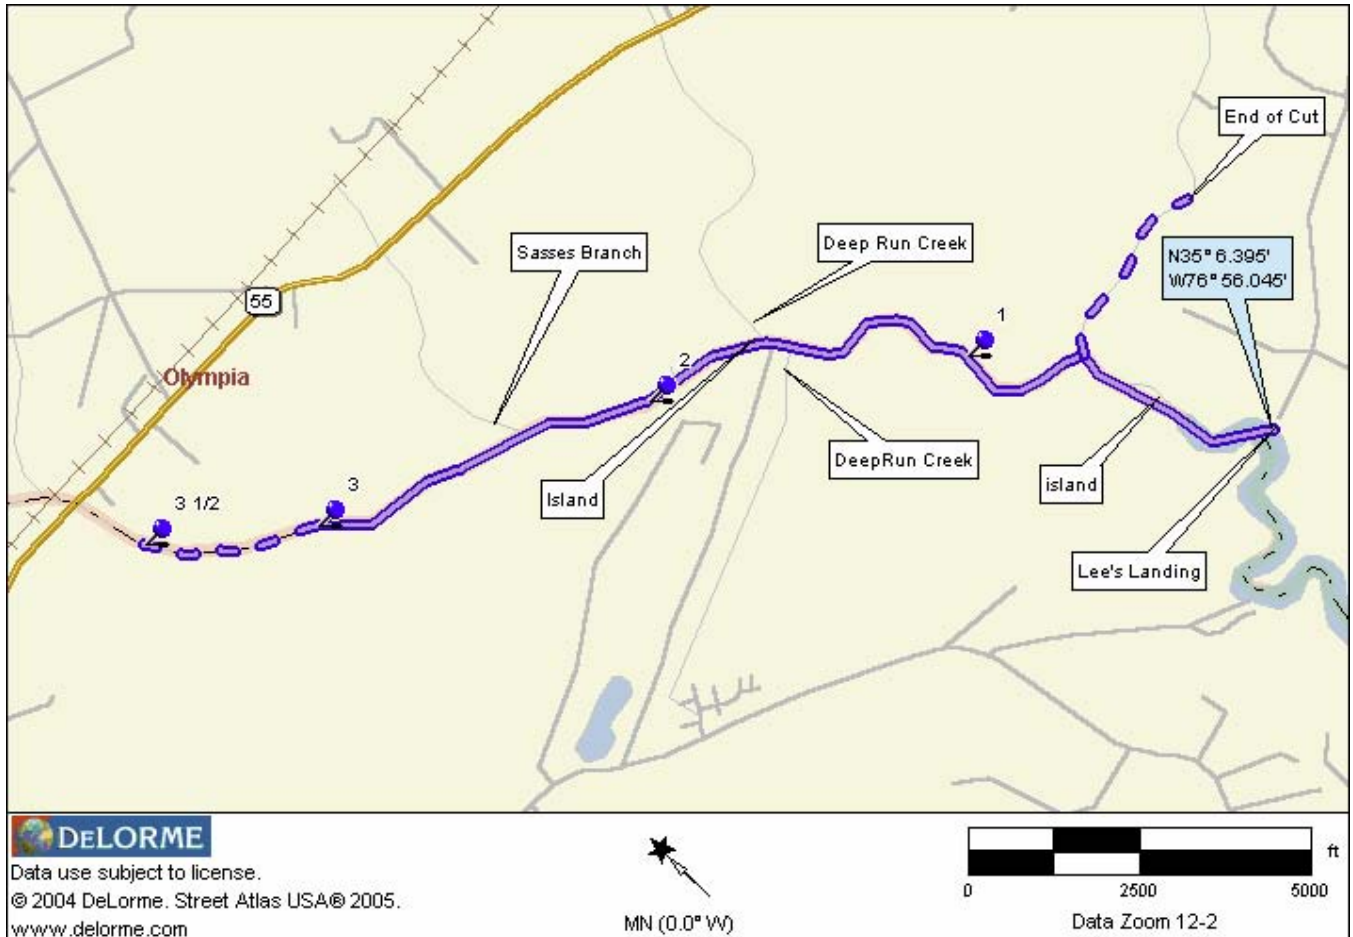 End of Cut
Deep Run Creek
Sasses Branch
N35° 6.395'
W76° 56.045'
55
1
2
Olympia
DeepRun Creek
Island
island
3
3 1/2
Lee's Landing
DELORME
Data use subject to license.
© 2004 DeLorme. Street Atlas USA® 2005.
www.delorme.com
MN (0.0° W)
ft
0 2500 5000
Data Zoom 12-2